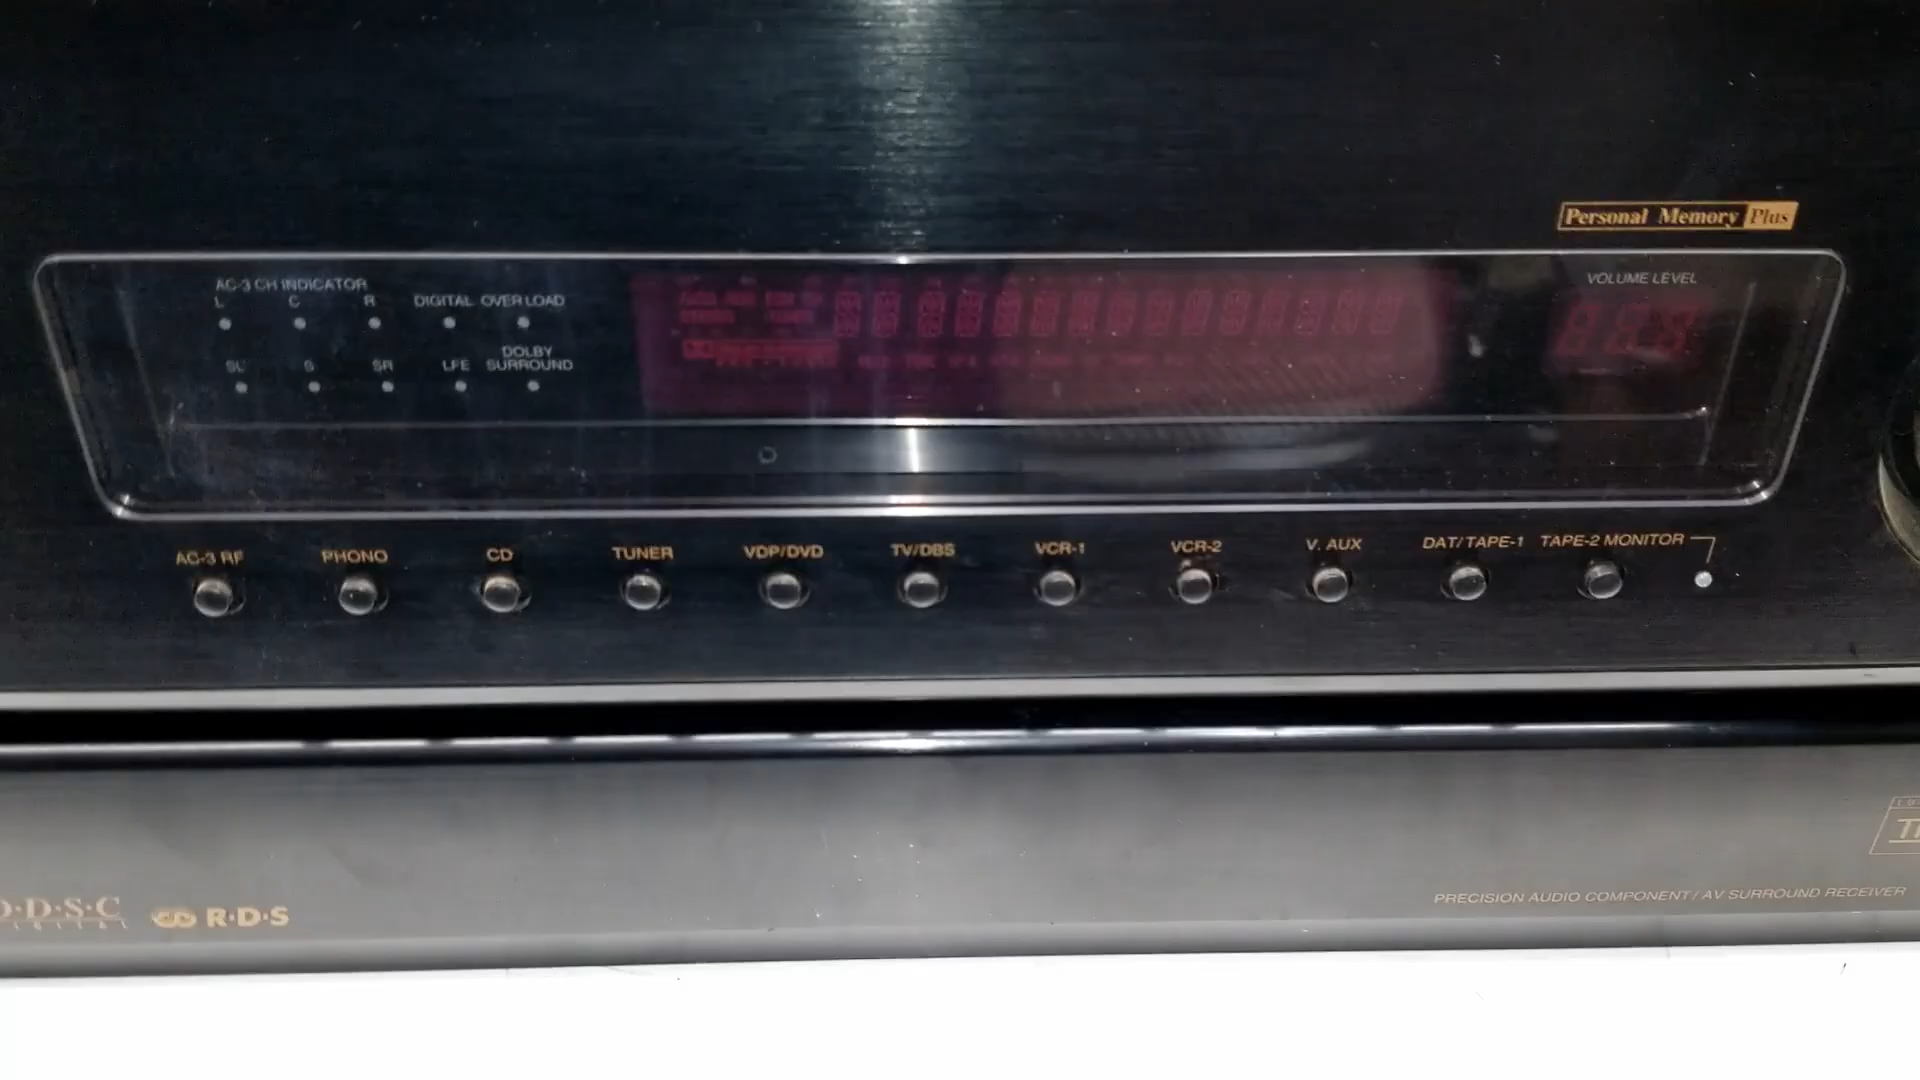 Personal Memory Plus
AC-3 CH INDICATOR
VOLUME LEVEL
L C R DIGITAL OVER LOAD
SL S SR LFE DOLBY SURROUND
AC-3 RF PHONO CD TUNER VDP/DVD TV/DBS VCR-1 VCR-2 V. AUX DAT/TAPE-1 TAPE-2 MONITOR
D·D·S·C
DIGITAL
R·D·S
PRECISION AUDIO COMPONENT/ AV SURROUND RECEIVER